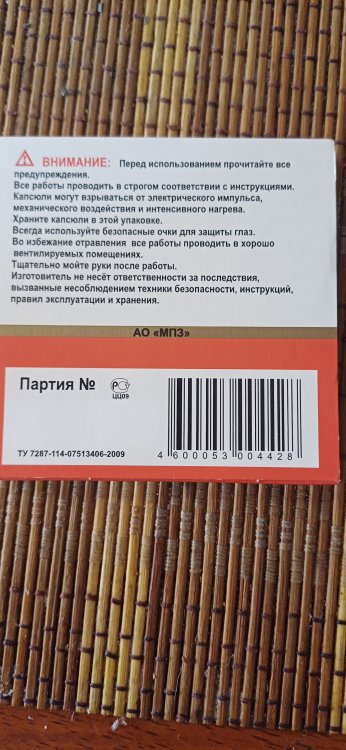 ВНИМАНИЕ: Перед использованием прочитайте все
предупреждения.
Все работы проводить в строгом соответствии с инструкциями.
Капсюли могут взрываться от электрического импульса,
механического воздействия и интенсивного нагрева.
Храните капсюли в этой упаковке.
Всегда используйте безопасные очки для защиты глаз.
Во избежание отравления все работы проводить в хорошо
вентилируемых помещениях.
Тщательно мойте руки после работы.
Изготовитель не несёт ответственности за последствия,
вызванные несоблюдением техники безопасности, инструкций,
правил эксплуатации и хранения.
АО «МПЗ»
Партия №
ЦЦ09
ТУ 7287-114-07513406-2009
4 600053 004428